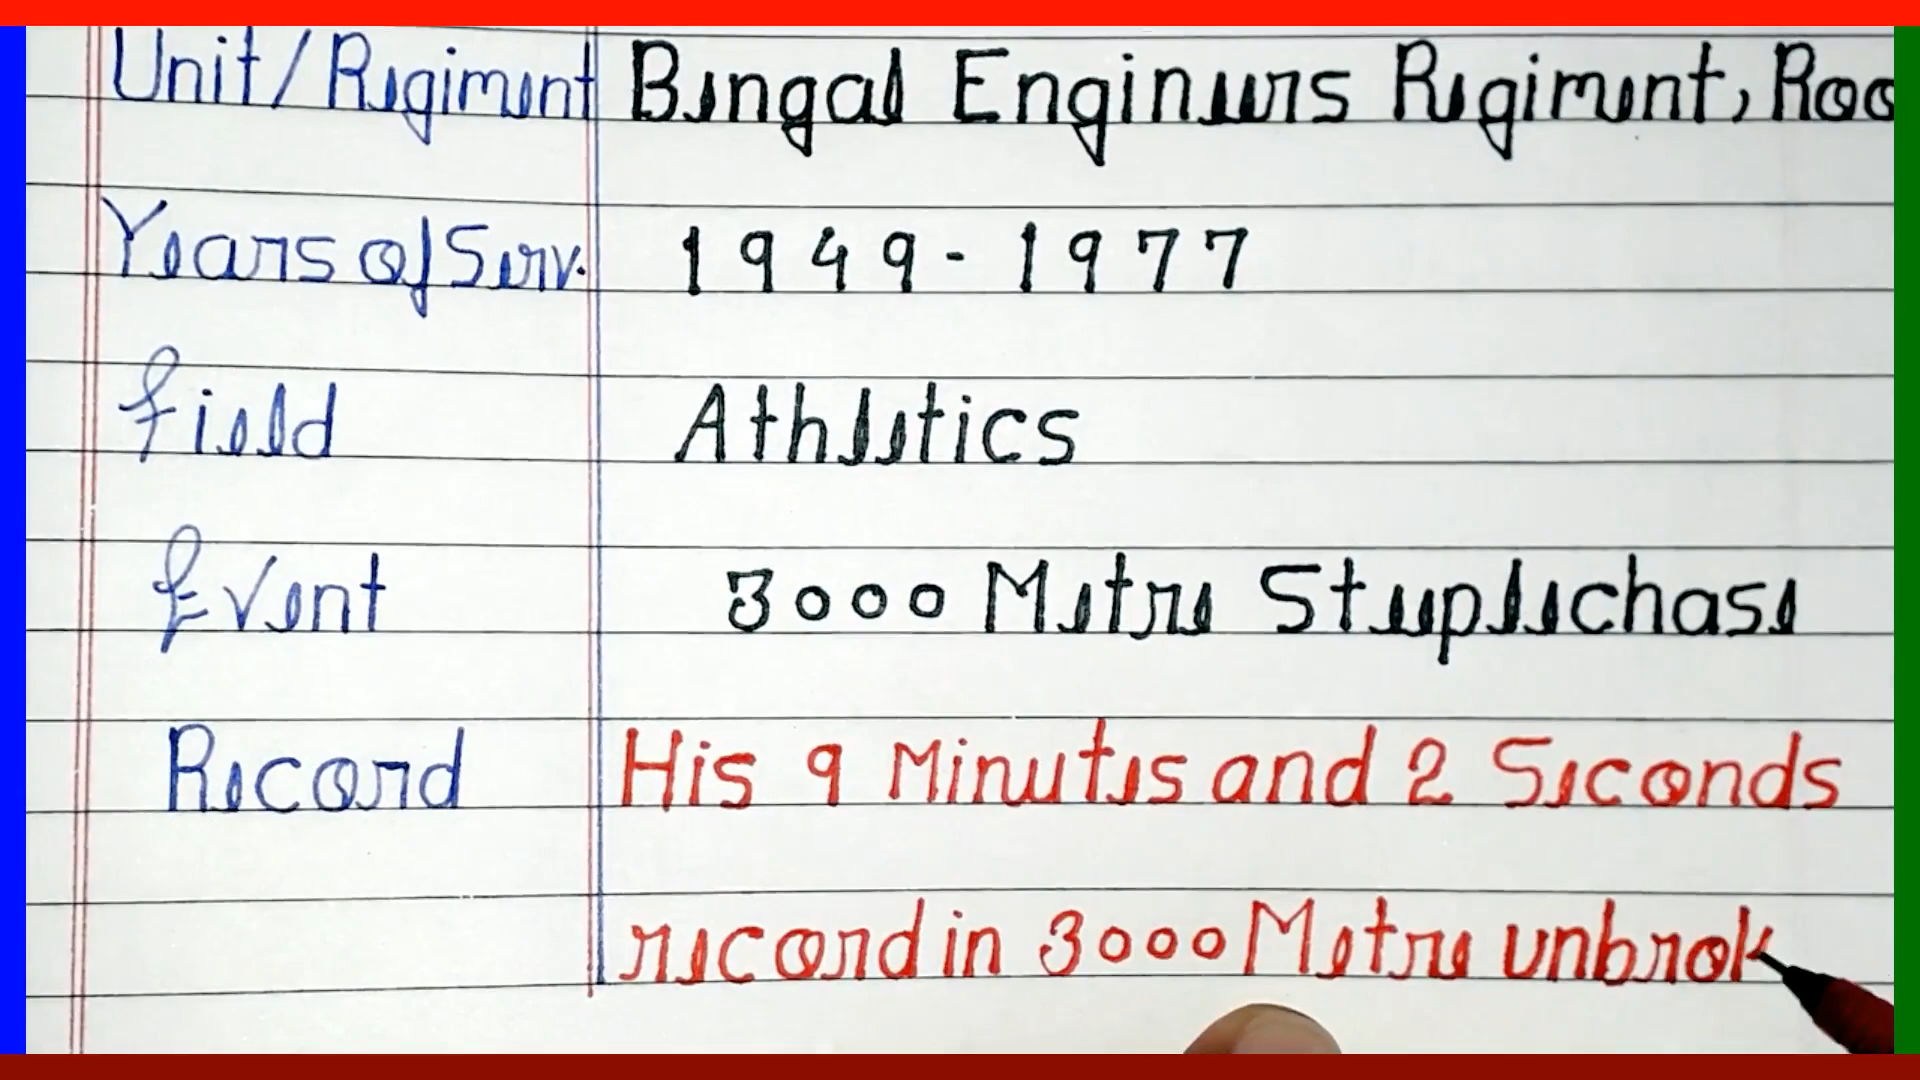 Unit/Regiment Bengal Engineers Regiment, Roo
Years of Serv. 1949-1977
Field Athletics
Event 3000 Metre Steeplechase
Record His 9 Minutes and 2 Seconds
record in 3000 Metre unbrok